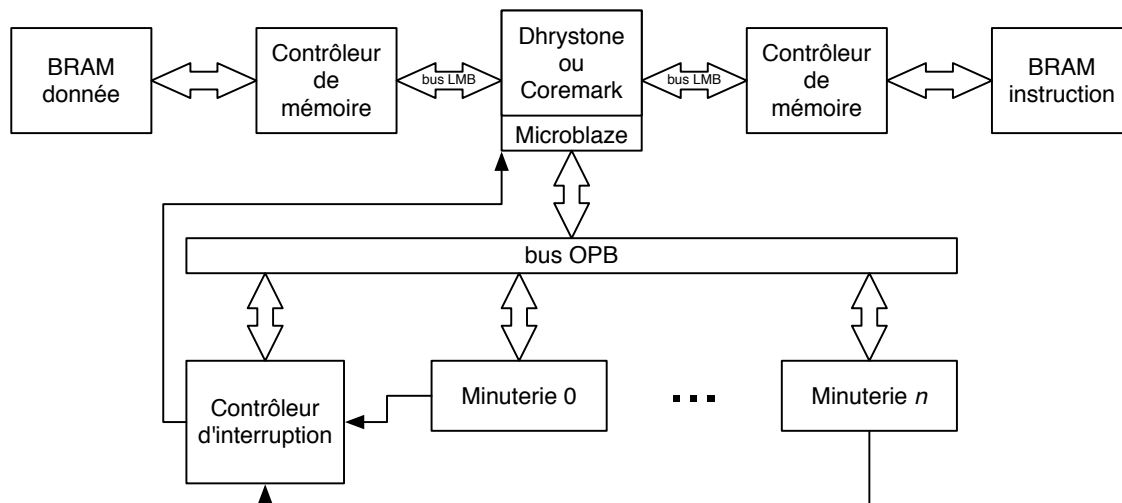 BRAM
donnée
Contrôleur
de
mémoire
bus LMB
Dhrystone
ou
Coremark
Microblaze
bus LMB
Contrôleur
de
mémoire
BRAM
instruction
bus OPB
Contrôleur
d'interruption
Minuterie 0
Minuterie n